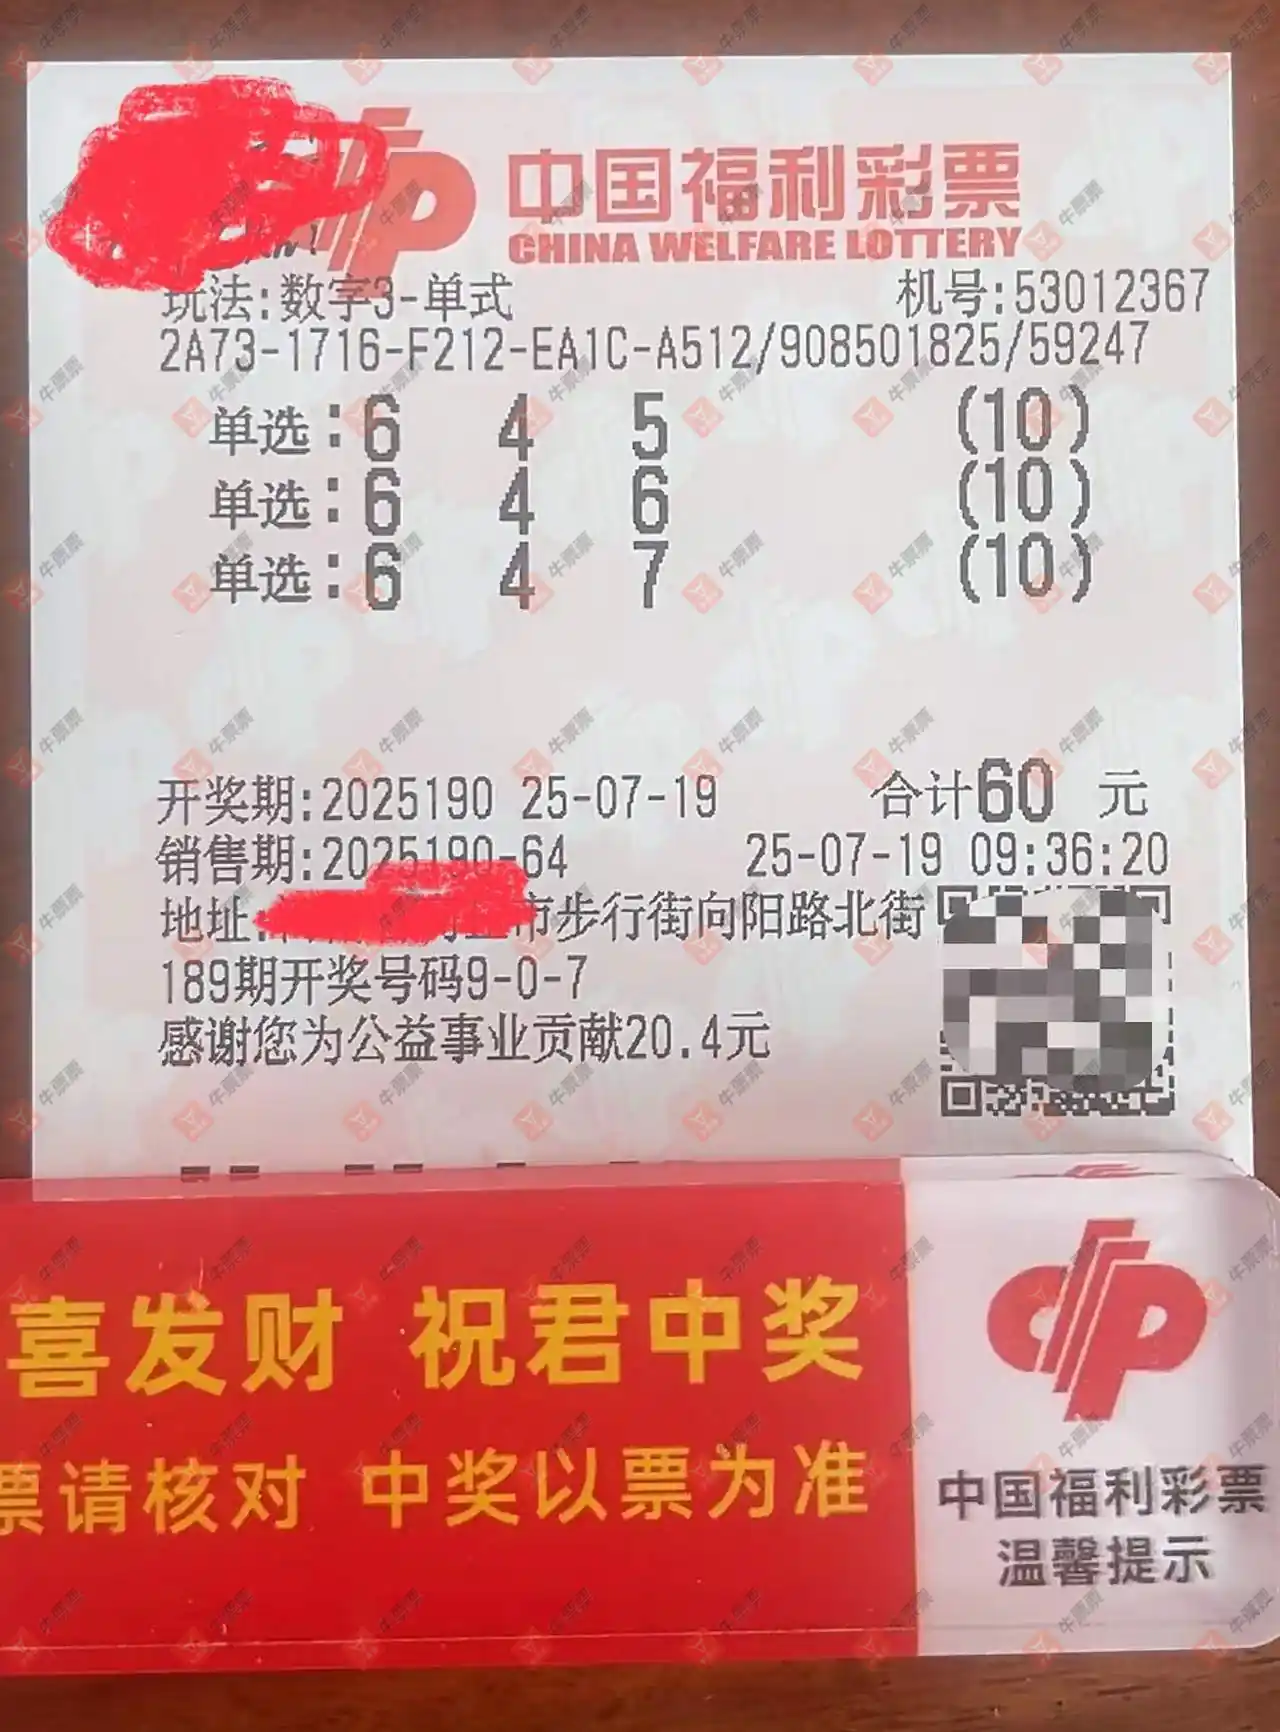 中国福利彩票
CHINA WELFARE LOTTERY
玩法:数字3-单式 机号:53012367
2A73-1716-F212-EA1C-A512/908501825/59247
单选:6 4 5 (10)
单选:6 4 6 (10)
单选:6 4 7 (10)
开奖期:2025190 25-07-19 合计60 元
销售期:2025190-64 25-07-19 09:36:20
地址:市步行街向阳路北街
189期开奖号码9-0-7
感谢您为公益事业贡献20.4元
喜发财 祝君中奖
票请核对 中奖以票为准
中国福利彩票
温馨提示
牛票票